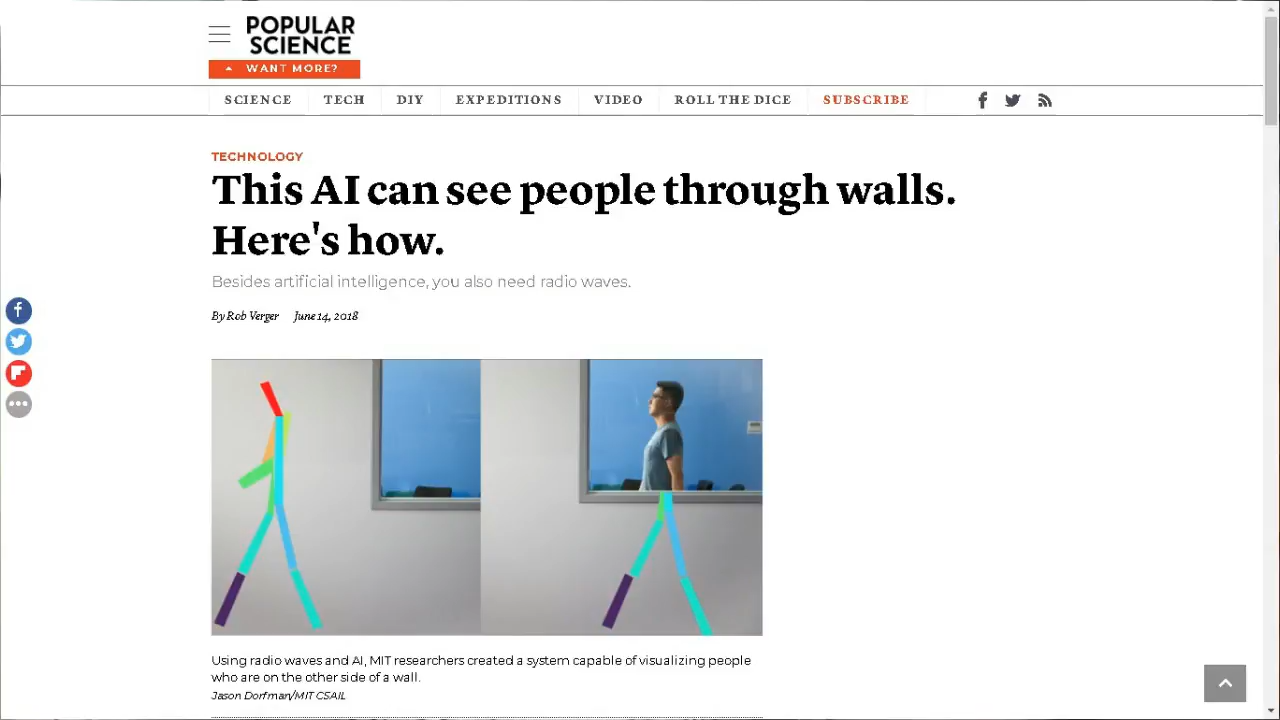 POPULAR
SCIENCE
WANT MORE?
SCIENCE TECH DIY EXPEDITIONS VIDEO ROLL THE DICE SUBSCRIBE
TECHNOLOGY
This AI can see people through walls.
Here's how.
Besides artificial intelligence, you also need radio waves.
By Rob Verger June 14, 2018
Using radio waves and AI, MIT researchers created a system capable of visualizing people
who are on the other side of a wall.
Jason Dorfman/MIT CSAIL